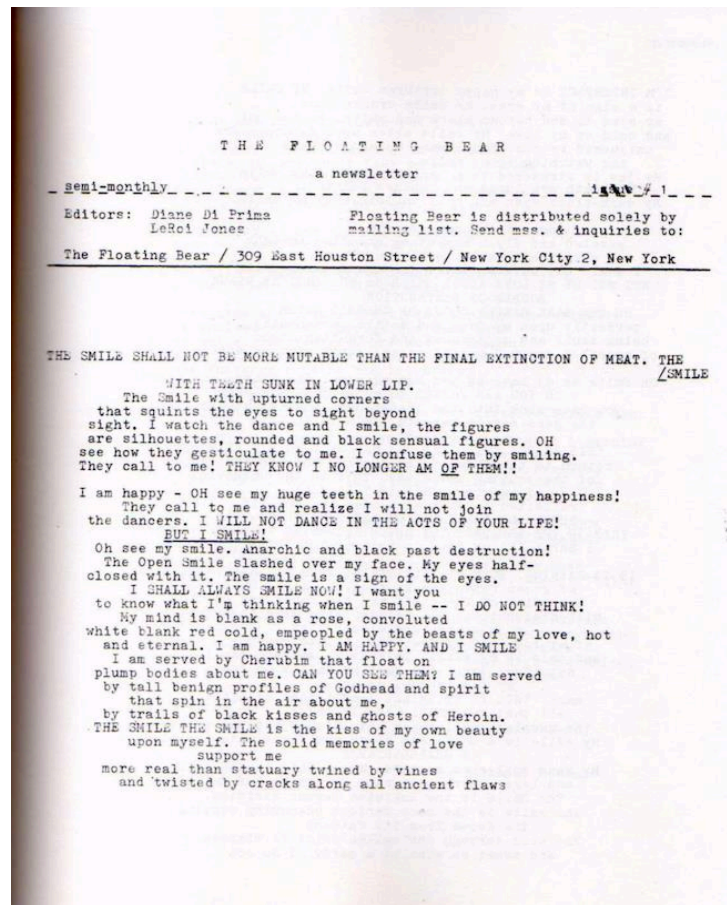 THE FLOATING BEAR
a newsletter
semi-monthly issue # 1
Editors: Diane Di Prima Floating Bear is distributed solely by
LeRoi Jones mailing list. Send mss. & inquiries to:
The Floating Bear / 309 East Houston Street / New York City 2, New York
THE SMILE SHALL NOT BE MORE MUTABLE THAN THE FINAL EXTINCTION OF MEAT. THE
/SMILE
WITH TEETH SUNK IN LOWER LIP.
The Smile with upturned corners
that squints the eyes to sight beyond
sight. I watch the dance and I smile, the figures
are silhouettes, rounded and black sensual figures. OH
see how they gesticulate to me. I confuse them by smiling.
They call to me! THEY KNOW I NO LONGER AM OF THEM!!
I am happy - OH see my huge teeth in the smile of my happiness!
They call to me and realize I will not join
the dancers. I WILL NOT DANCE IN THE ACTS OF YOUR LIFE!
BUT I SMILE!
Oh see my smile. Anarchic and black past destruction!
The Open Smile slashed over my face. My eyes half-
closed with it. The smile is a sign of the eyes.
I SHALL ALWAYS SMILE NOW! I want you
to know what I'm thinking when I smile -- I DO NOT THINK!
My mind is blank as a rose, convoluted
white blank red cold, empeopled by the beasts of my love, hot
and eternal. I am happy. I AM HAPPY. AND I SMILE
I am served by Cherubim that float on
plump bodies about me. CAN YOU SEE THEM? I am served
by tall benign profiles of Godhead and spirit
that spin in the air about me,
by trails of black kisses and ghosts of Heroin.
THE SMILE THE SMILE is the kiss of my own beauty
upon myself. The solid memories of love
support me
more real than statuary twined by vines
and twisted by cracks along all ancient flaws